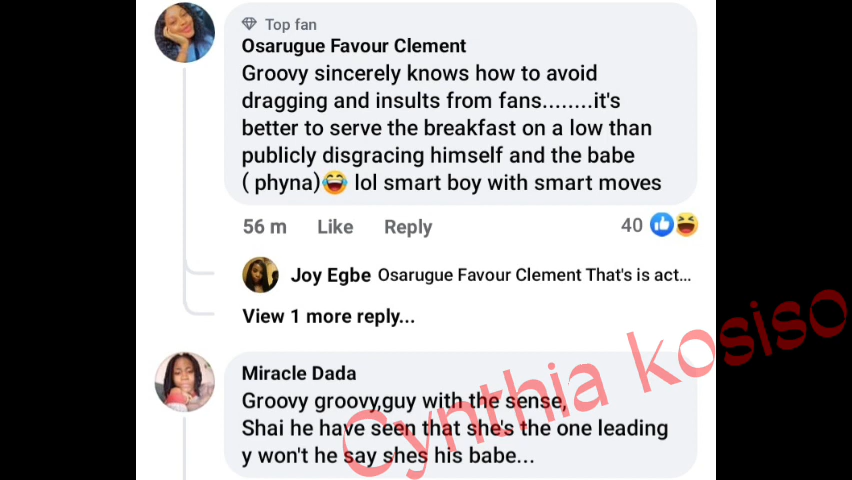 Top fan
Osarugue Favour Clement
Groovy sincerely knows how to avoid
dragging and insults from fans........it's
better to serve the breakfast on a low than
publicly disgracing himself and the babe
( phyna)😂 lol smart boy with smart moves
56 m Like Reply 40
Joy Egbe Osarugue Favour Clement That's is act...
View 1 more reply...
Miracle Dada
Groovy groovy,guy with the sense,
Shai he have seen that she's the one leading
y won't he say shes his babe...
Cynthia kosiso